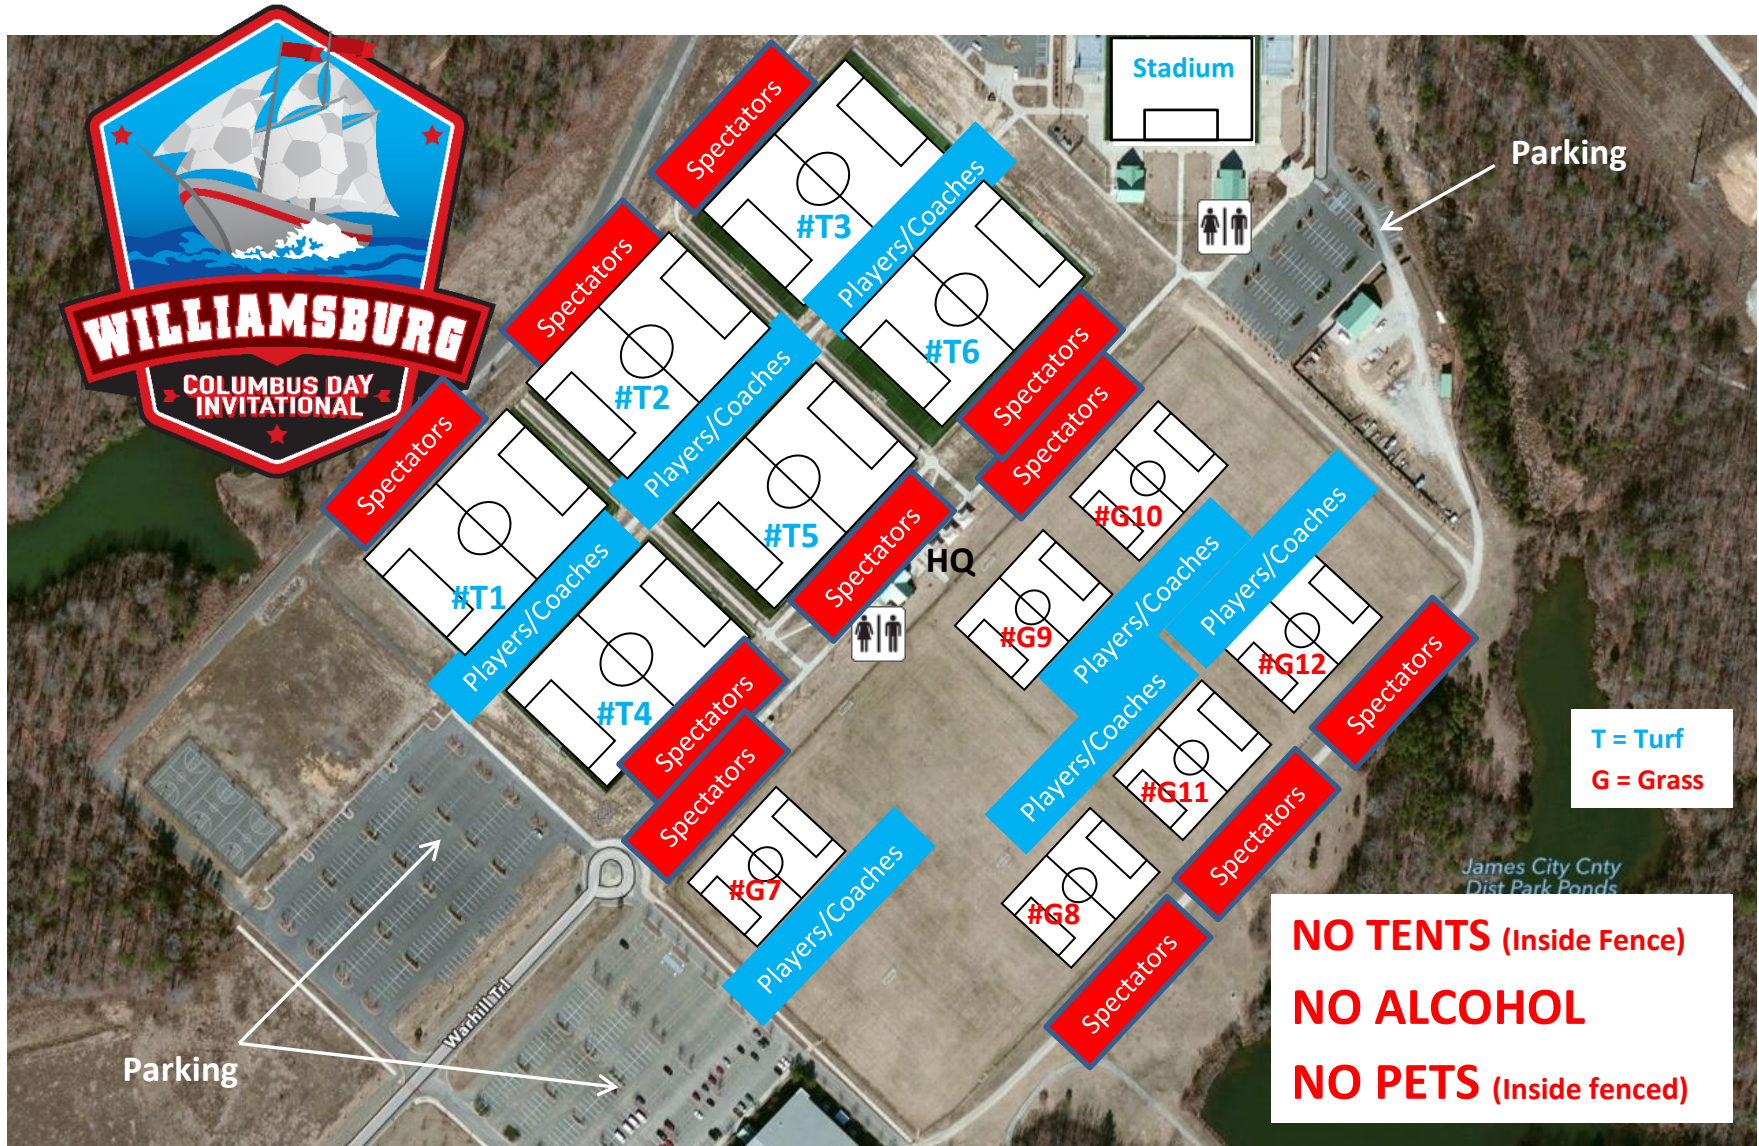 WILLIAMSBURG
COLUMBUS DAY
INVITATIONAL
Stadium
Parking
Spectators
#T3
Players/Coaches
Spectators
#T2
#T6
Spectators
Players/Coaches
Spectators
Spectators
#T1
#T5
#G10
Players/Coaches
Spectators
HQ
Players/Coaches
#G9
Players/Coaches
#G12
#T4
Spectators
Spectators
Players/Coaches
Spectators
#G11
T = Turf
G = Grass
Spectators
#G7
Players/Coaches
#G8
Spectators
James City Cnty
Dist Park Ponds
Spectators
Warhill Trl
Parking
NO TENTS (Inside Fence)
NO ALCOHOL
NO PETS (Inside fenced)